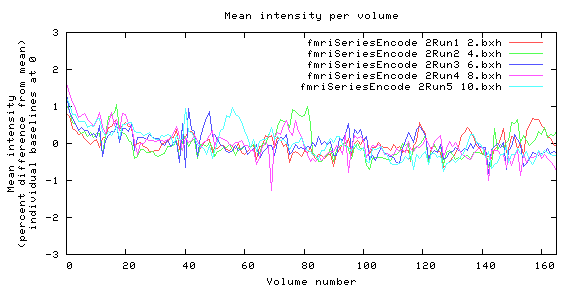 Mean intensity per volume
fmriSeriesEncode 2Run1 2.bxh
fmriSeriesEncode 2Run2 4.bxh
fmriSeriesEncode 2Run3 6.bxh
fmriSeriesEncode 2Run4 8.bxh
fmriSeriesEncode 2Run5 10.bxh
Mean intensity
(percent difference from mean)
individual baselines at 0
3
2
1
0
-1
-2
-3
0 20 40 60 80 100 120 140 160
Volume number